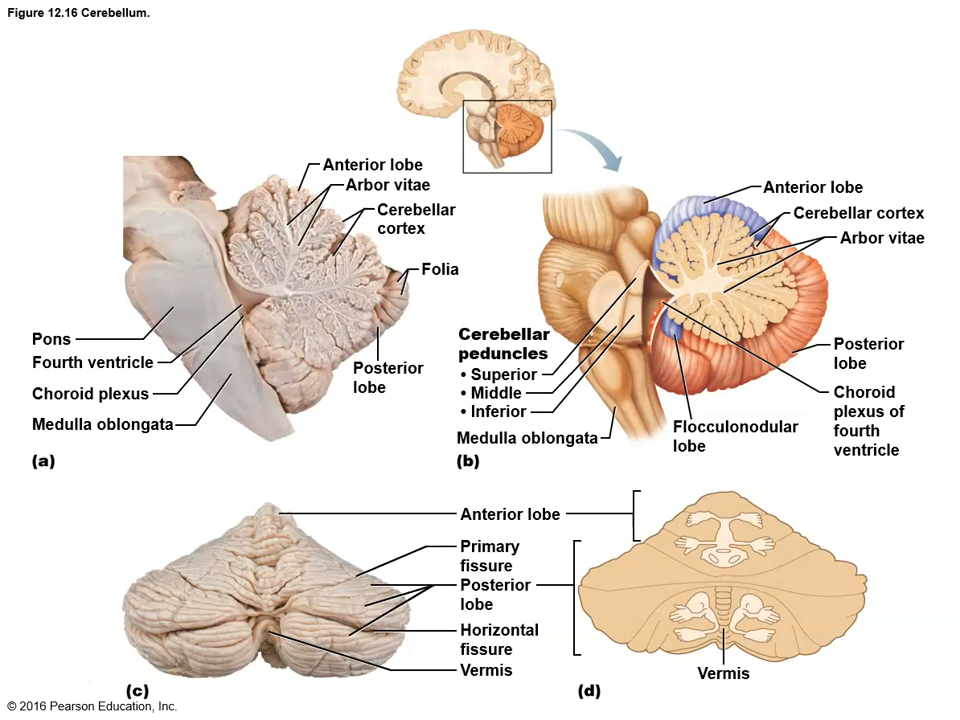 Figure 12.16 Cerebellum.
Anterior lobe
Arbor vitae
Cerebellar
cortex
Folia
Pons
Fourth ventricle
Choroid plexus
Medulla oblongata
Posterior
lobe
(a)
Anterior lobe
Cerebellar cortex
Arbor vitae
Cerebellar
peduncles
• Superior
• Middle
• Inferior
Medulla oblongata
Posterior
lobe
Choroid
plexus of
fourth
ventricle
Flocculonodular
lobe
(b)
Anterior lobe
Primary
fissure
Posterior
lobe
Horizontal
fissure
Vermis
(c)
Vermis
(d)
© 2016 Pearson Education, Inc.